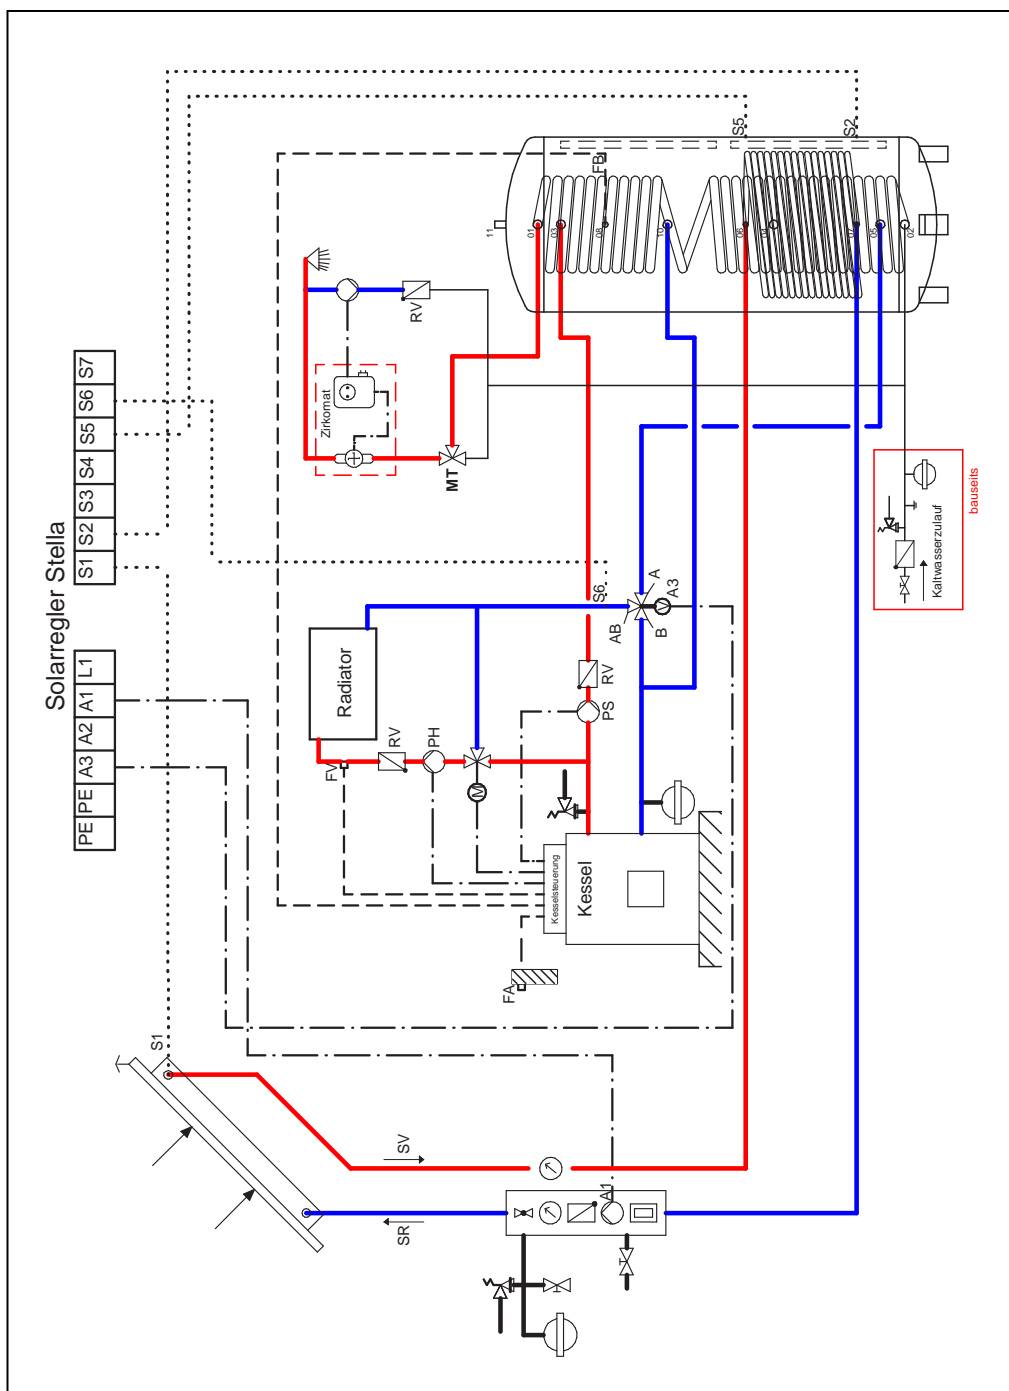 Solarregler Stella
PE PE A3 A2 A1 L1
S1 S2 S3 S4 S5 S6 S7
S1
SV
SR
A1
FA
FV
RV
PH
M
Radiator
Kesselsteuerung
Kessel
PS
RV
S6
AB
A
B
A3
MT
Zirkomat
RV
FB
S5
S2
11
01
03
08
10
06
04
07
05
02
Kaltwasserzulauf
bauseits